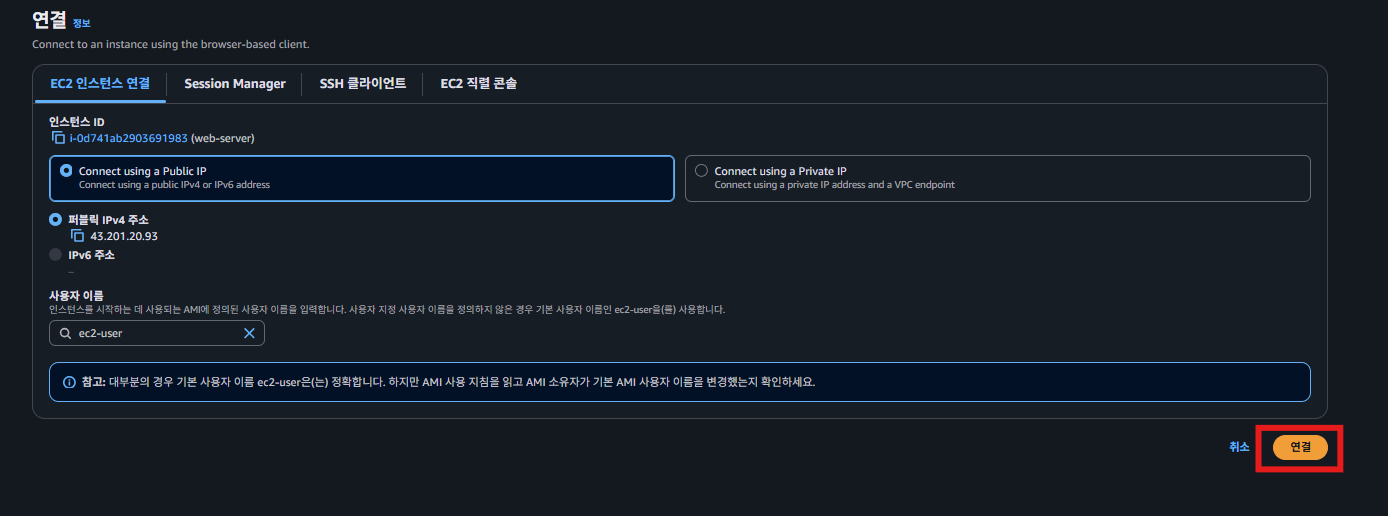 연결 정보
Connect to an instance using the browser-based client.
EC2 인스턴스 연결 Session Manager SSH 클라이언트 EC2 직렬 콘솔
인스턴스 ID
i-0d741ab2903691983 (web-server)
Connect using a Public IP
Connect using a public IPv4 or IPv6 address
Connect using a Private IP
Connect using a private IP address and a VPC endpoint
퍼블릭 IPv4 주소
43.201.20.93
IPv6 주소
–
사용자 이름
인스턴스를 시작하는 데 사용되는 AMI에 정의된 사용자 이름을 입력합니다. 사용자 지정 사용자 이름을 정의하지 않은 경우 기본 사용자 이름인 ec2-user을(를) 사용합니다.
ec2-user
참고: 대부분의 경우 기본 사용자 이름 ec2-user은(는) 정확합니다. 하지만 AMI 사용 지침을 읽고 AMI 소유자가 기본 AMI 사용자 이름을 변경했는지 확인하세요.
취소 연결